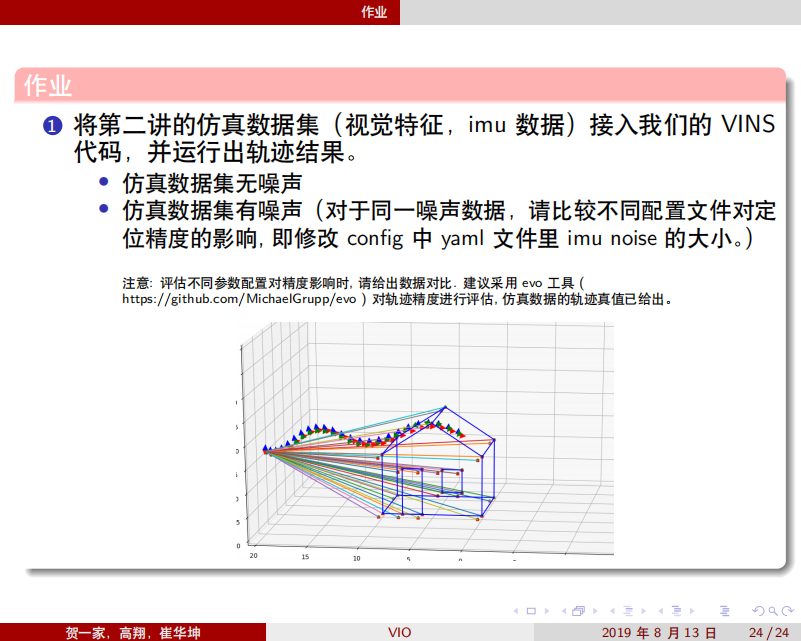 作业
作业
1 将第二讲的仿真数据集（视觉特征，imu 数据）接入我们的 VINS
代码，并运行出轨迹结果。
• 仿真数据集无噪声
• 仿真数据集有噪声（对于同一噪声数据，请比较不同配置文件对定
位精度的影响, 即修改 config 中 yaml 文件里 imu noise 的大小。）
注意: 评估不同参数配置对精度影响时, 请给出数据对比. 建议采用 evo 工具 (
https://github.com/MichaelGrupp/evo ) 对轨迹精度进行评估, 仿真数据的轨迹真值已给出。
5
0
20
15
10
5
贺一家，高翔，崔华坤
VIO
2019 年 8 月 13 日
24 / 24